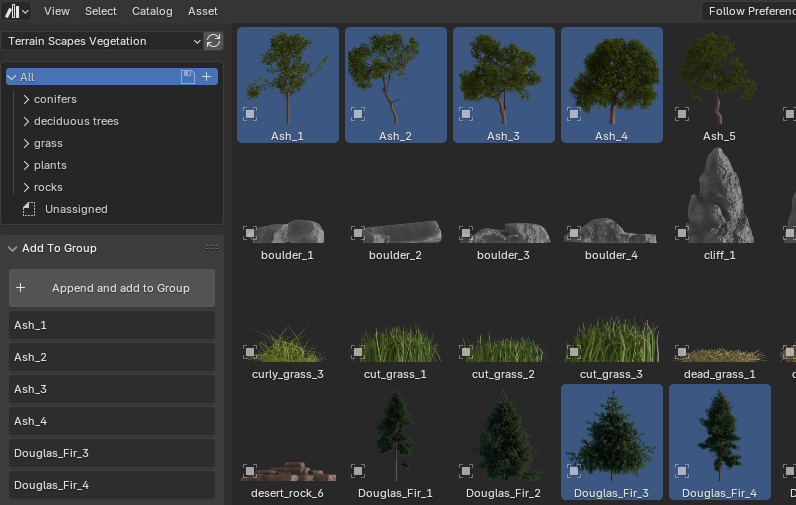 View Select Catalog Asset Follow Preferenc
Terrain Scapes Vegetation
All
conifers
deciduous trees
grass
plants
rocks
Unassigned
Add To Group
Append and add to Group
Ash_1
Ash_2
Ash_3
Ash_4
Douglas_Fir_3
Douglas_Fir_4
Ash_1 Ash_2 Ash_3 Ash_4 Ash_5
boulder_1 boulder_2 boulder_3 boulder_4 cliff_1
curly_grass_3 cut_grass_1 cut_grass_2 cut_grass_3 dead_grass_1
desert_rock_6 Douglas_Fir_1 Douglas_Fir_2 Douglas_Fir_3 Douglas_Fir_4